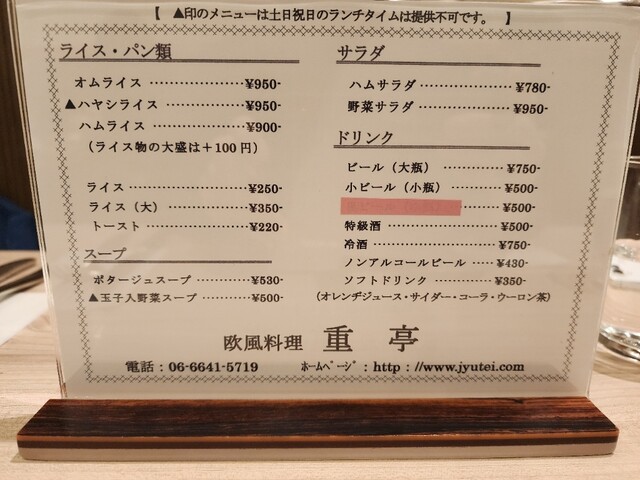 【 ▲印のメニューは土日祝日のランチタイムは提供不可です。 】
ライス・パン類
オムライス ………………… ¥950-
▲ハヤシライス ………………… ¥950-
ハムライス ………………… ¥900-
（ライス物の大盛は＋100円）
ライス ………………… ¥250-
ライス（大） ………………… ¥350-
トースト ………………… ¥220-
スープ
ポタージュスープ ………… ¥530-
▲玉子入野菜スープ ………… ¥500-
サラダ
ハムサラダ ………………… ¥780-
野菜サラダ ………………… ¥950-
ドリンク
ビール（大瓶） ………… ¥750-
小ビール（小瓶） ………… ¥500-
¥500-
特級酒 ………………… ¥500-
冷酒 ………………… ¥750-
ノンアルコールビール …… ¥430-
ソフトドリンク ………… ¥350-
（オレンヂジュース・サイダー・コーラ・ウーロン茶）
欧風料理 重亭
電話：06-6641-5719 ﾎｰﾑﾍﾟｰｼﾞ：http：//www.jyutei.com